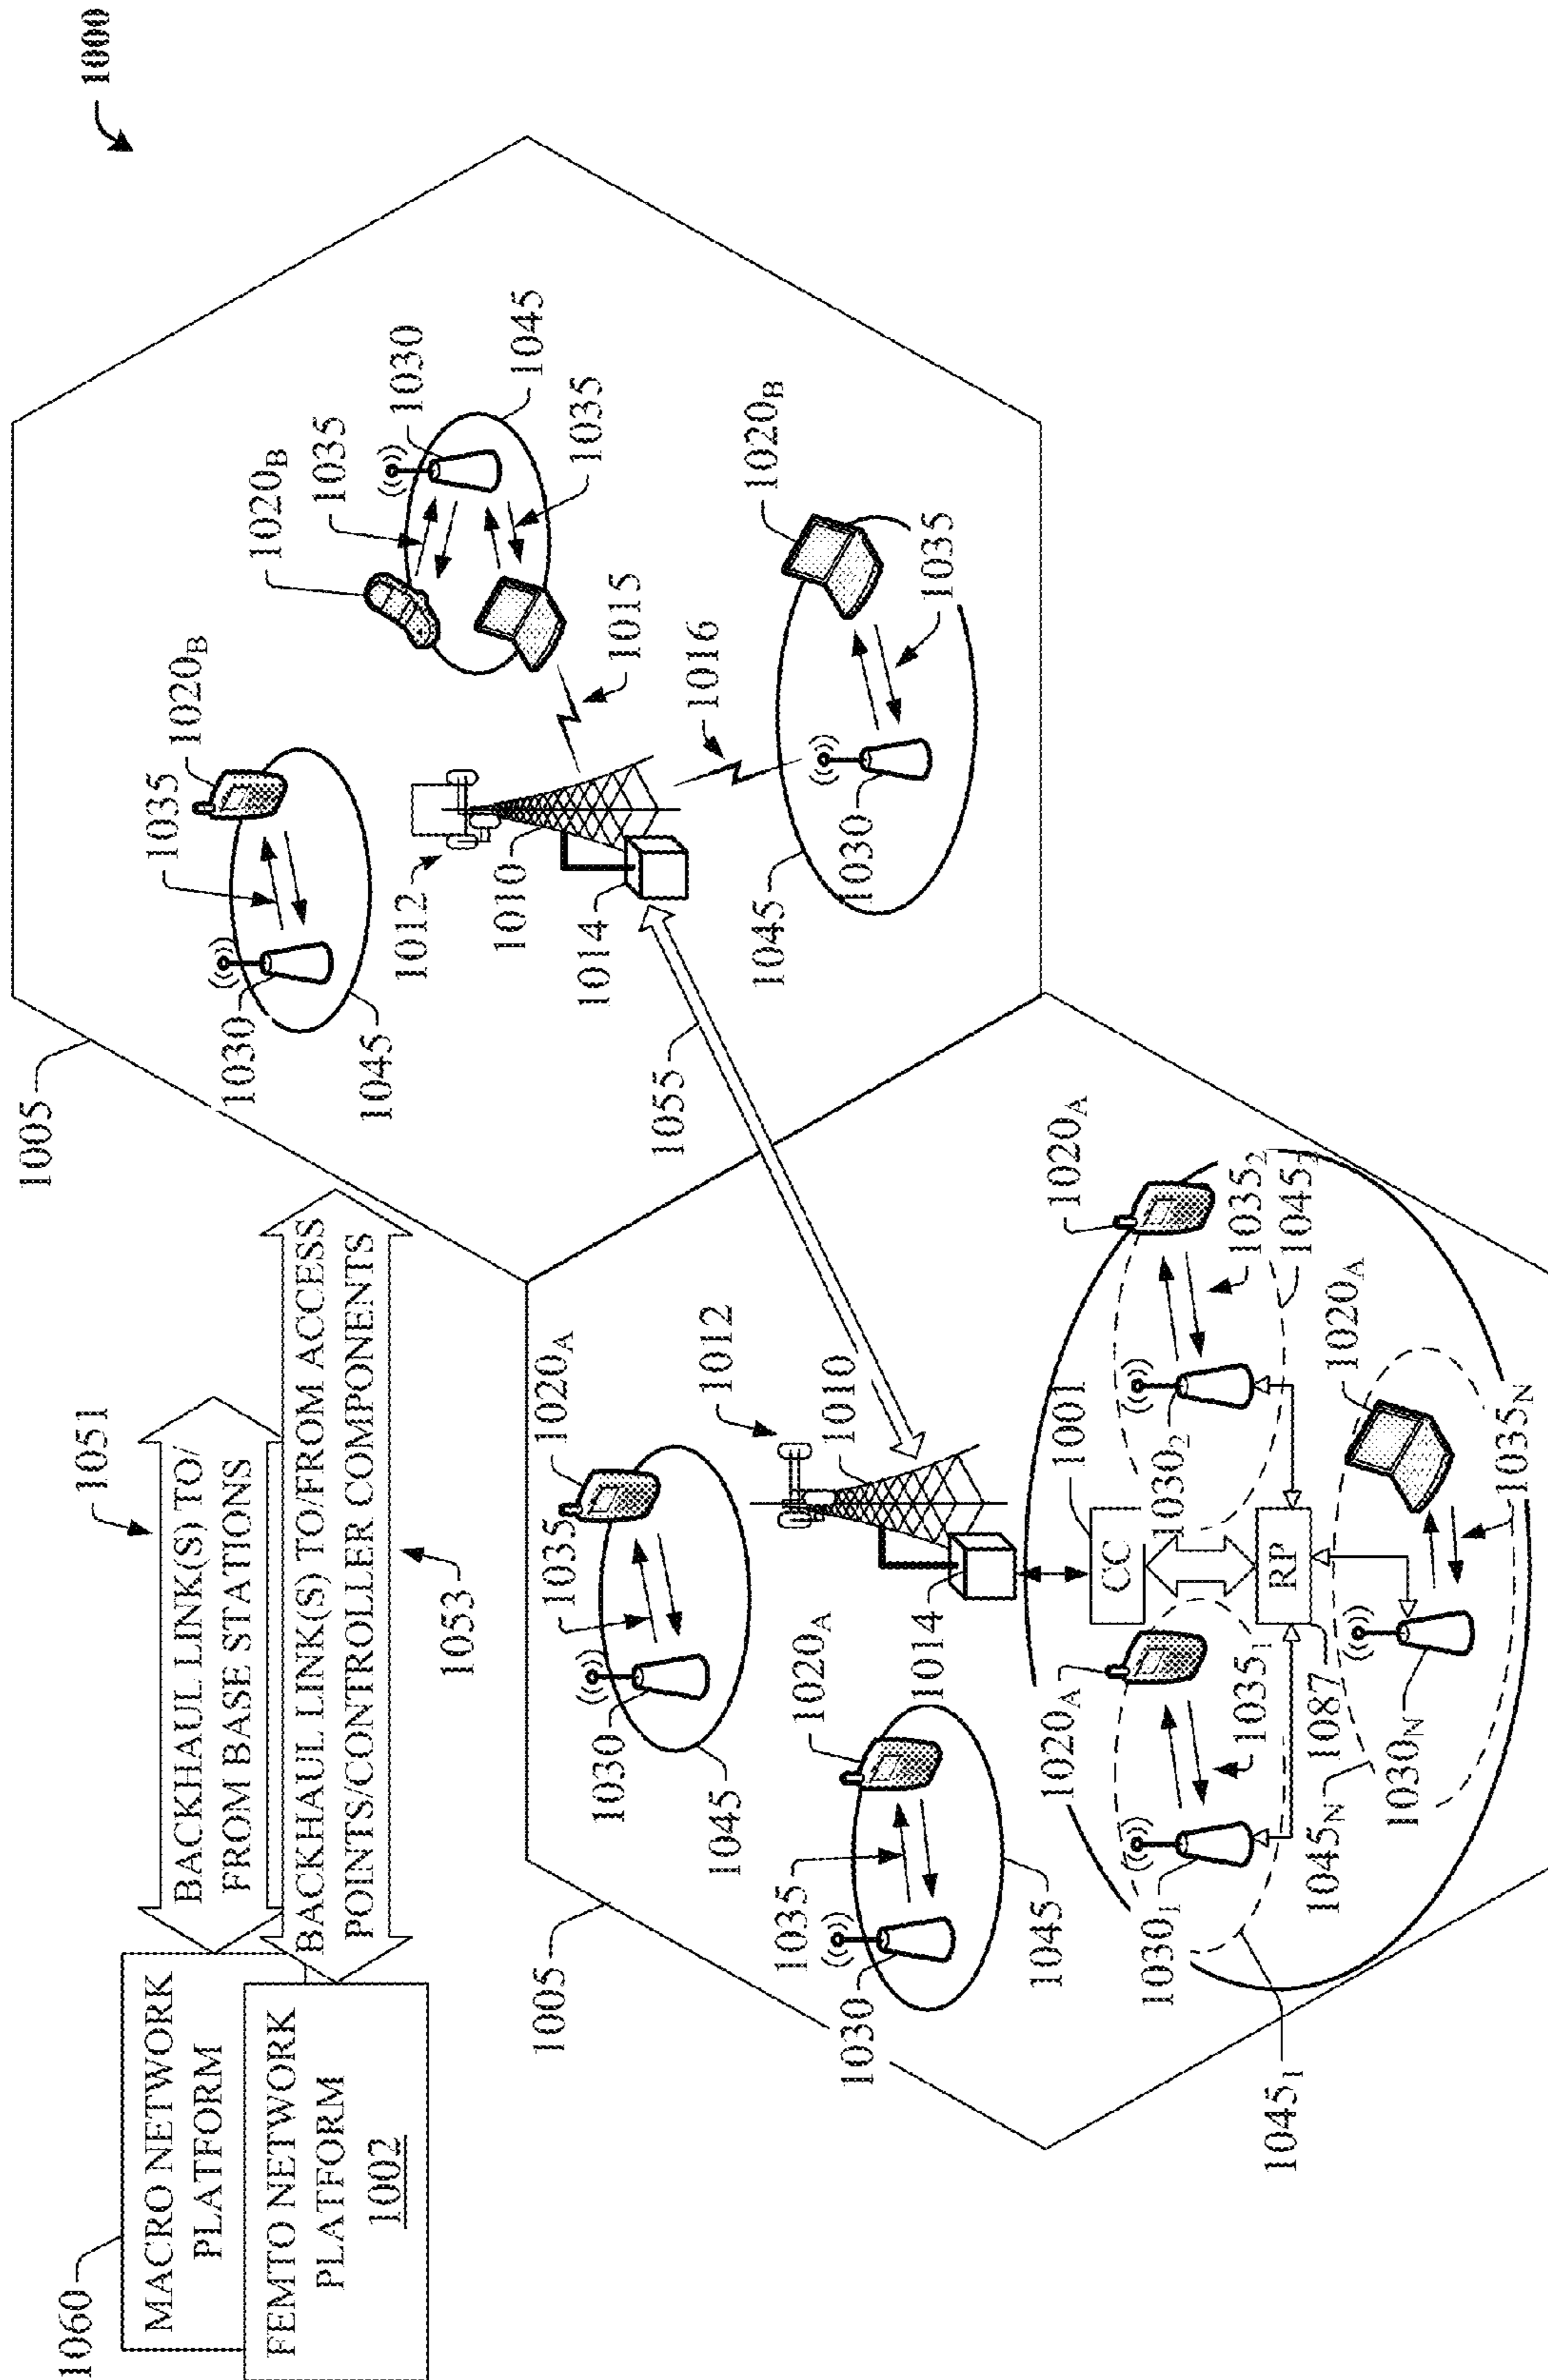 1000
1060
MACRO NETWORK
PLATFORM
FEMTO NETWORK
PLATFORM
1002
1051
BACKHAUL LINK(S) TO/
FROM BASE STATIONS
BACKHAUL LINK(S) TO/FROM ACCESS
POINTS/CONTROLLER COMPONENTS
1053
1005
1030
1045
1035
1020B
1012
1010
1014
1020B
1035
1030
1045
1035
1015
1016
1020B
1035
1030
1045
1055
1005
1030
1035
1020A
1045
1030
1035
1020A
1045
1012
1010
1014
1001
CC
RP
1087
1020A
1035₁
1030₁
1045₁
1020A
1035₂
1045₂
1030₂
1020A
1035N
1030N
1045N